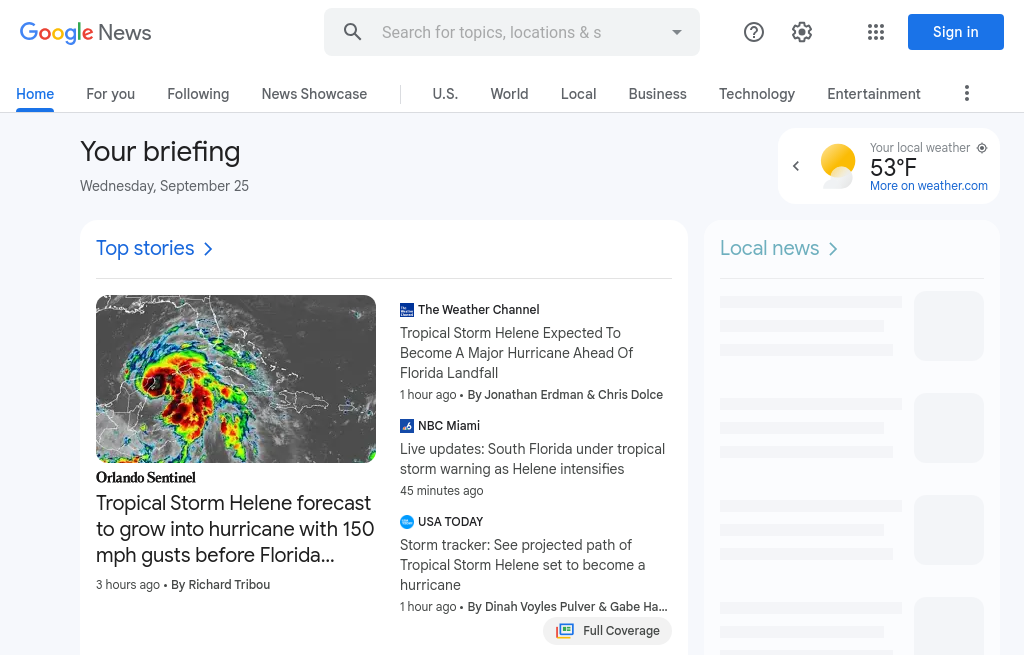 Google News
Search for topics, locations & s
Sign in
Home
For you
Following
News Showcase
U.S.
World
Local
Business
Technology
Entertainment
Your briefing
Wednesday, September 25
Your local weather
53°F
More on weather.com
Top stories
Orlando Sentinel
Tropical Storm Helene forecast
to grow into hurricane with 150
mph gusts before Florida…
3 hours ago • By Richard Tribou
The Weather Channel
Tropical Storm Helene Expected To
Become A Major Hurricane Ahead Of
Florida Landfall
1 hour ago • By Jonathan Erdman & Chris Dolce
NBC Miami
Live updates: South Florida under tropical
storm warning as Helene intensifies
45 minutes ago
USA TODAY
Storm tracker: See projected path of
Tropical Storm Helene set to become a
hurricane
1 hour ago • By Dinah Voyles Pulver & Gabe Ha…
Full Coverage
Local news